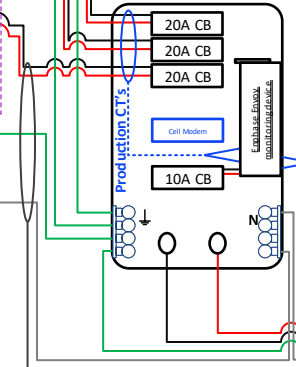 20A CB
20A CB
20A CB
Production CT's
Cell Modem
Enphase Envoy
monitoring device
10A CB
N